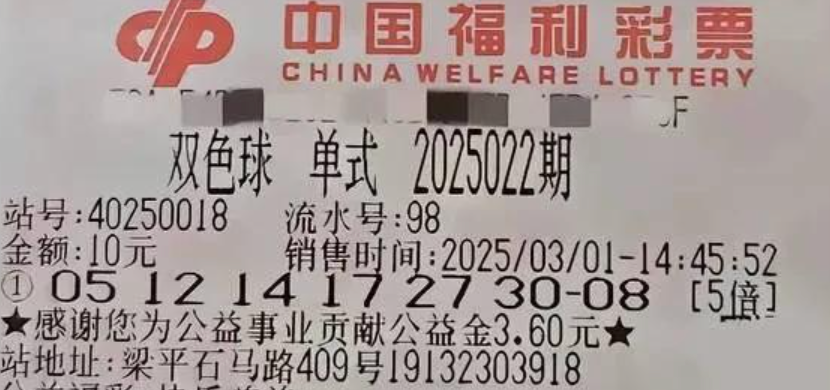 中国福利彩票
CHINA WELFARE LOTTERY
双色球 单式 2025022期
站号:40250018 流水号:98
金额:10元 销售时间:2025/03/01-14:45:52
① 05 12 14 17 27 30-08 [5倍]
★感谢您为公益事业贡献公益金3.60元★
站地址:梁平石马路409号19132303918